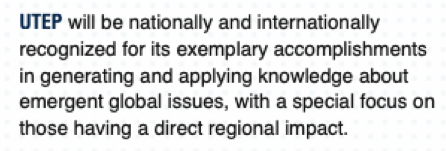 UTEP will be nationally and internationally
recognized for its exemplary accomplishments
in generating and applying knowledge about
emergent global issues, with a special focus on
those having a direct regional impact.